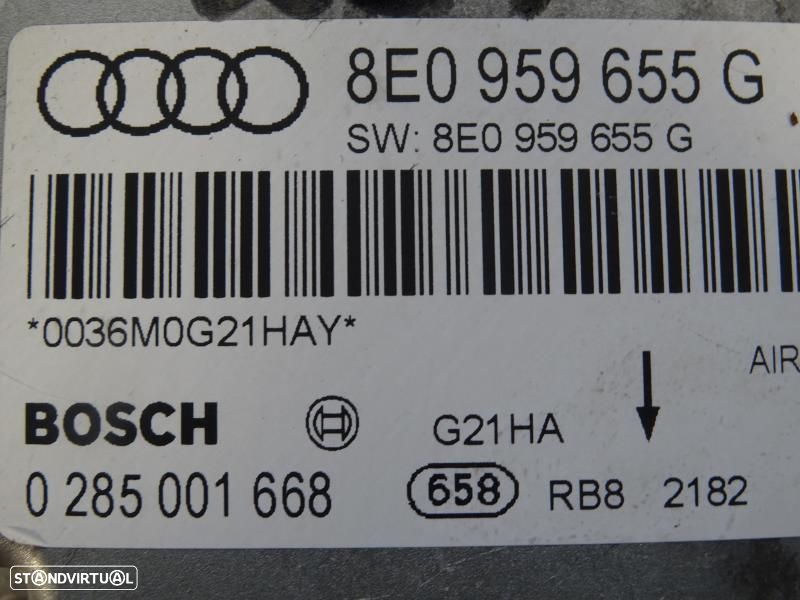 8E0 959 655 G
SW: 8E0 959 655 G
*0036M0G21HAY*
AIR
BOSCH
G21HA
0 285 001 668
658 RB8 2182
STANDVIRTUAL